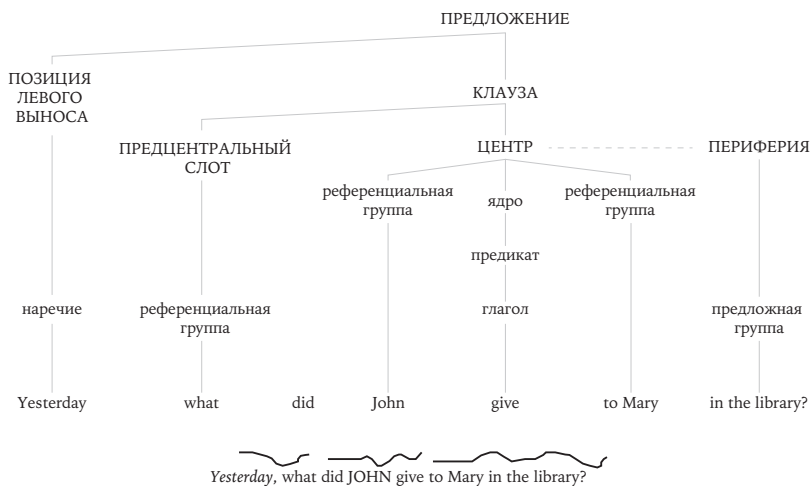 ПРЕДЛОЖЕНИЕ
ПОЗИЦИЯ
ЛЕВОГО
ВЫНОСА
КЛАУЗА
ПРЕДЦЕНТРАЛЬНЫЙ
СЛОТ
ЦЕНТР
ПЕРИФЕРИЯ
референциальная
группа
ядро
референциальная
группа
предикат
наречие
референциальная
группа
глагол
предложная
группа
Yesterday what did John give to Mary in the library?
Yesterday, what did JOHN give to Mary in the library?